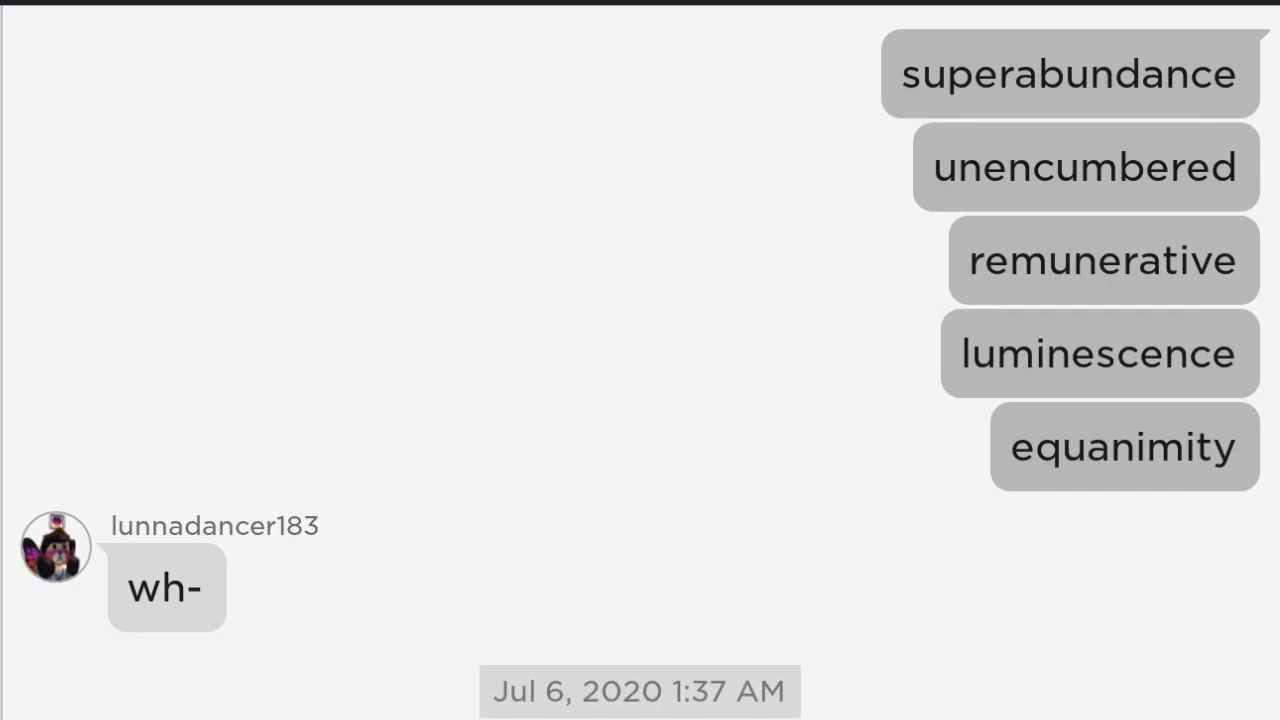 superabundance
unencumbered
remunerative
luminescence
equanimity
lunnadancer183
wh-
Jul 6, 2020 1:37 AM